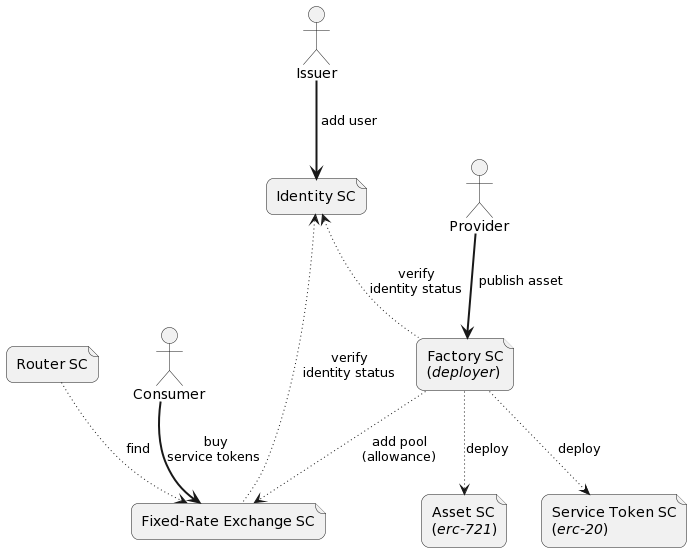 Issuer
add user
Identity SC
Provider
publish asset
verify
identity status
Router SC
Consumer
verify
identity status
Factory SC
(deployer)
find
buy
service tokens
add pool
(allowance)
deploy
deploy
Fixed-Rate Exchange SC
Asset SC
(erc-721)
Service Token SC
(erc-20)